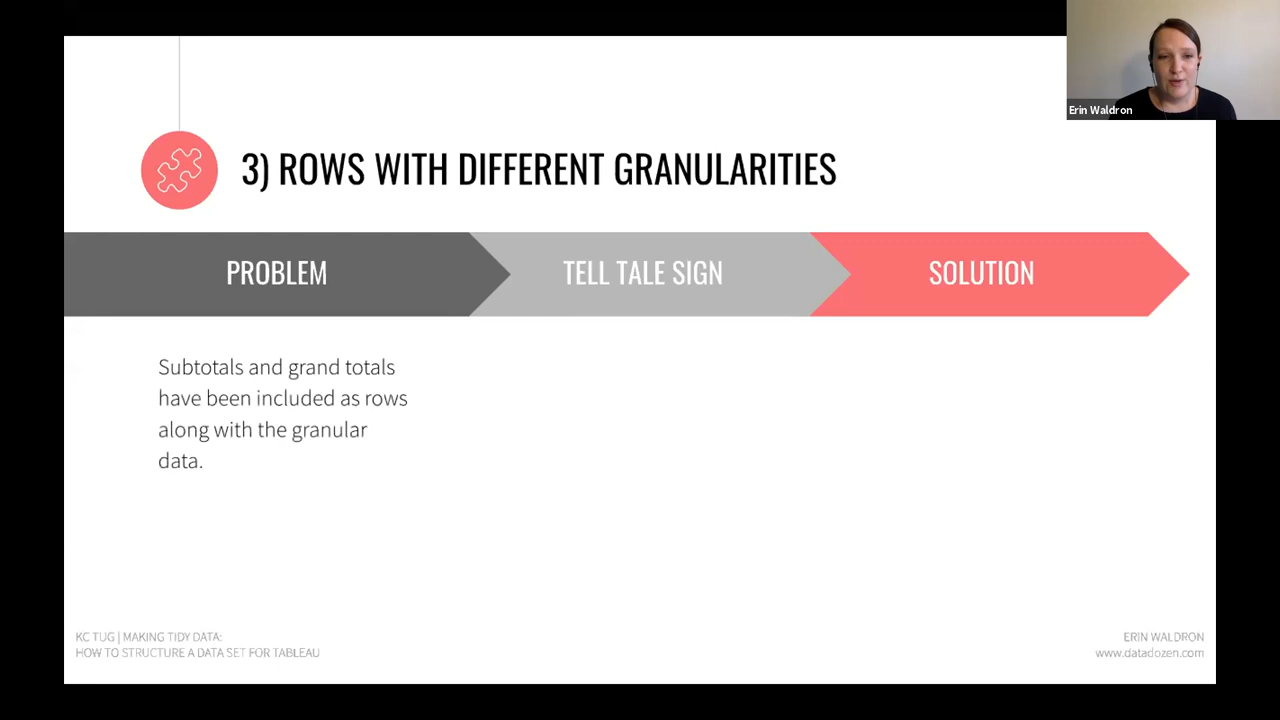 Erin Waldron
3) ROWS WITH DIFFERENT GRANULARITIES
PROBLEM
TELL TALE SIGN
SOLUTION
Subtotals and grand totals
have been included as rows
along with the granular
data.
KC TUG | MAKING TIDY DATA:
HOW TO STRUCTURE A DATA SET FOR TABLEAU
ERIN WALDRON
www.datadozen.com